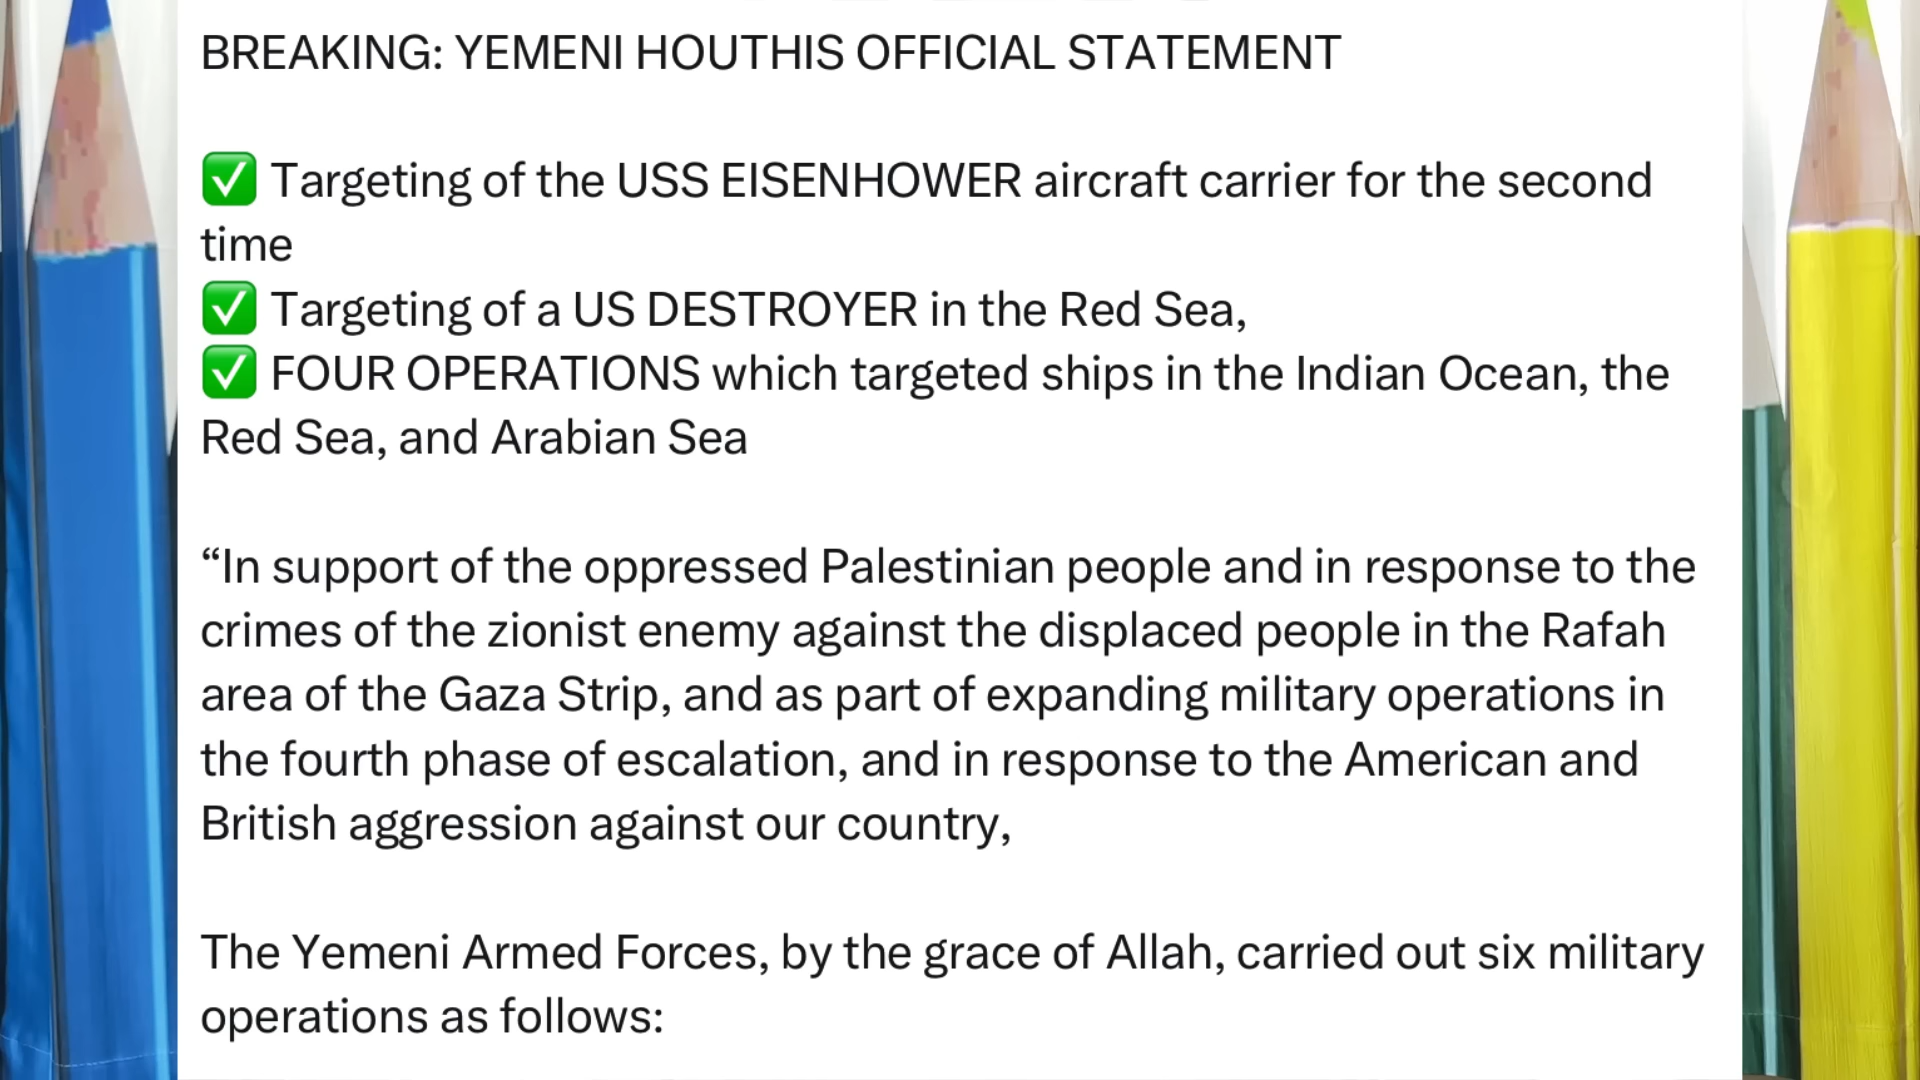 BREAKING: YEMENI HOUTHIS OFFICIAL STATEMENT
✅ Targeting of the USS EISENHOWER aircraft carrier for the second
time
✅ Targeting of a US DESTROYER in the Red Sea,
✅ FOUR OPERATIONS which targeted ships in the Indian Ocean, the
Red Sea, and Arabian Sea
“In support of the oppressed Palestinian people and in response to the
crimes of the zionist enemy against the displaced people in the Rafah
area of the Gaza Strip, and as part of expanding military operations in
the fourth phase of escalation, and in response to the American and
British aggression against our country,
The Yemeni Armed Forces, by the grace of Allah, carried out six military
operations as follows: